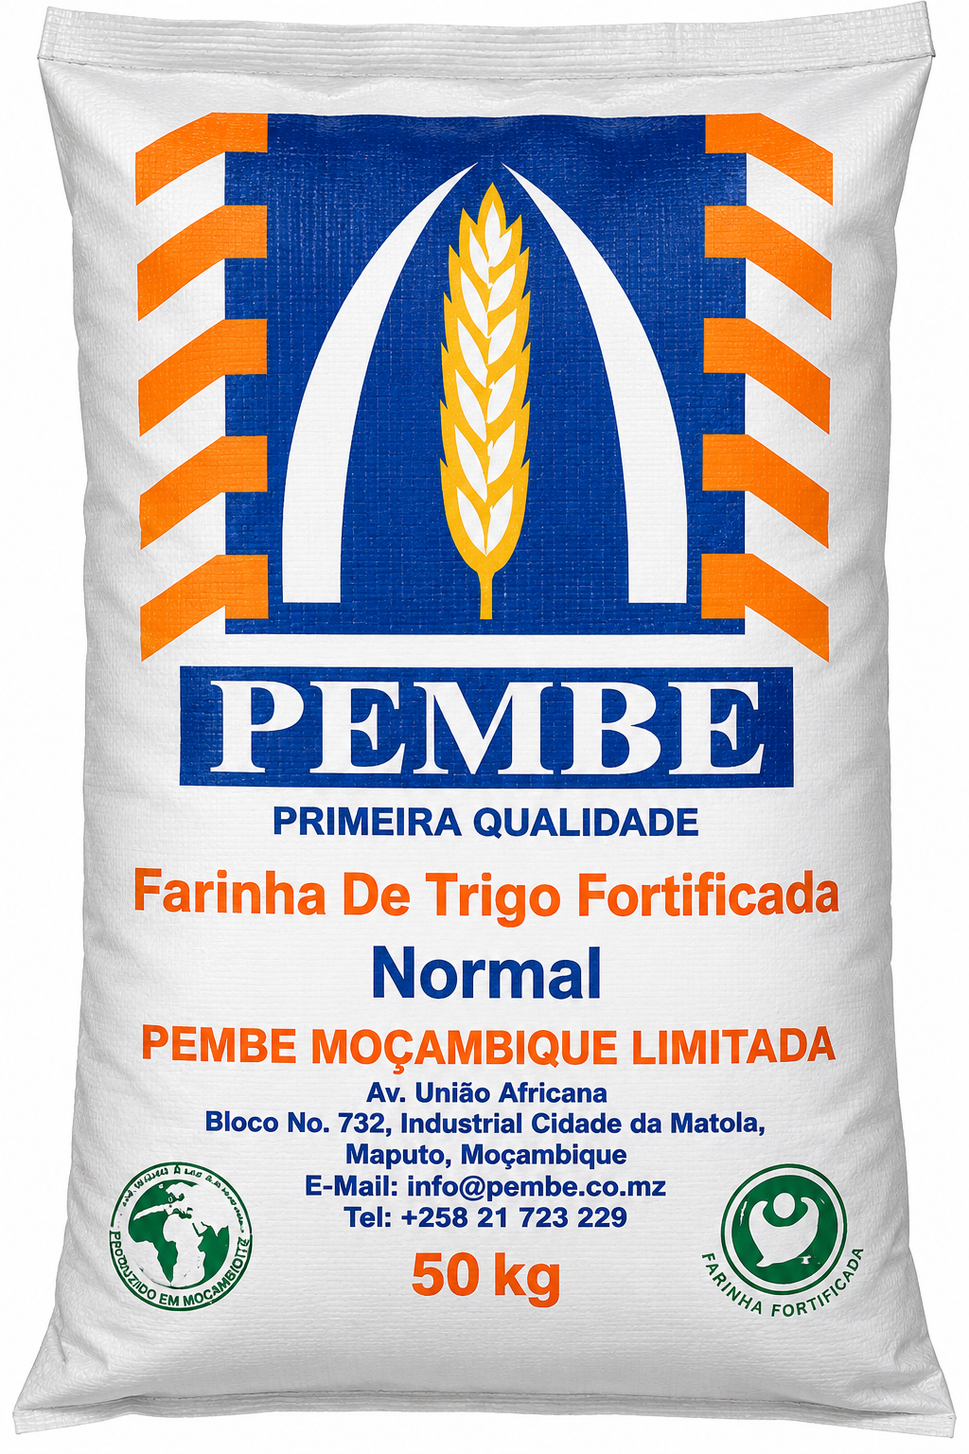 PEMBE
PRIMEIRA QUALIDADE
Farinha De Trigo Fortificada
Normal
PEMBE MOÇAMBIQUE LIMITADA
Av. União Africana
Bloco No. 732, Industrial Cidade da Matola,
Maputo, Moçambique
E-Mail: info@pembe.co.mz
Tel: +258 21 723 229
50 kg
EM
FARINHA FORTIFICADA